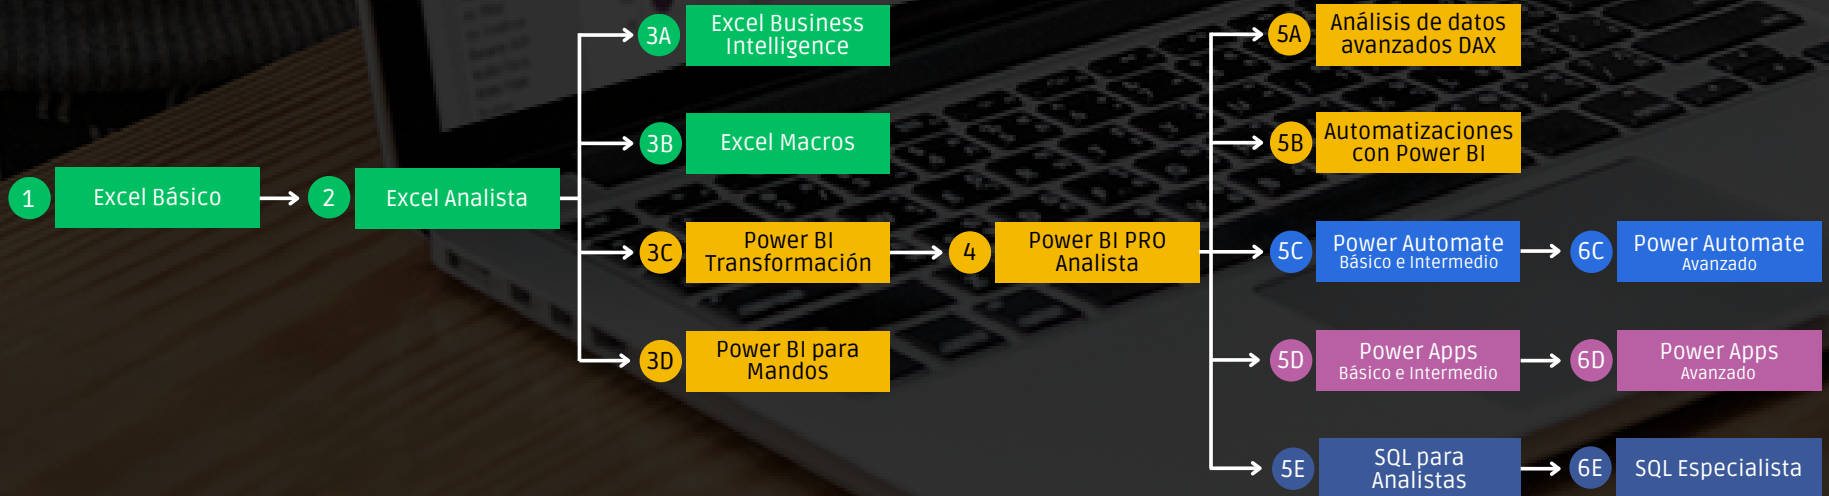 1
Excel Básico
2
Excel Analista
3A
Excel Business
Intelligence
3B
Excel Macros
3C
Power BI
Transformación
3D
Power BI para
Mandos
4
Power BI PRO
Analista
5A
Análisis de datos
avanzados DAX
5B
Automatizaciones
con Power BI
5C
Power Automate
Básico e Intermedio
6C
Power Automate
Avanzado
5D
Power Apps
Básico e Intermedio
6D
Power Apps
Avanzado
5E
SQL para
Analistas
6E
SQL Especialista